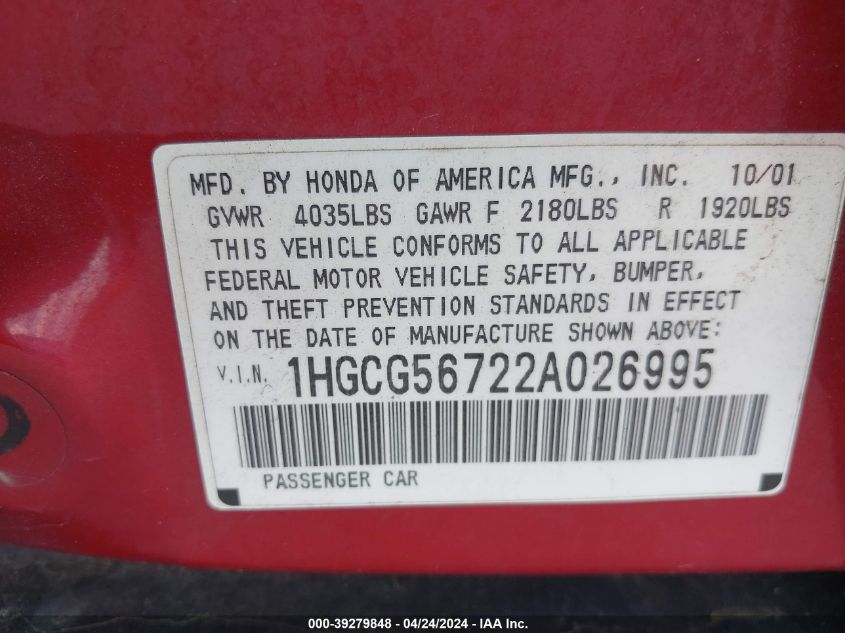 MFD. BY HONDA OF AMERICA MFG., INC. 10/01
GVWR 4035LBS GAWR F 2180LBS R 1920LBS
THIS VEHICLE CONFORMS TO ALL APPLICABLE
FEDERAL MOTOR VEHICLE SAFETY, BUMPER,
AND THEFT PREVENTION STANDARDS IN EFFECT
ON THE DATE OF MANUFACTURE SHOWN ABOVE:
V.I.N. 1HGCG56722A026995
PASSENGER CAR
000-39279848 - 04/24/2024 - IAA Inc.